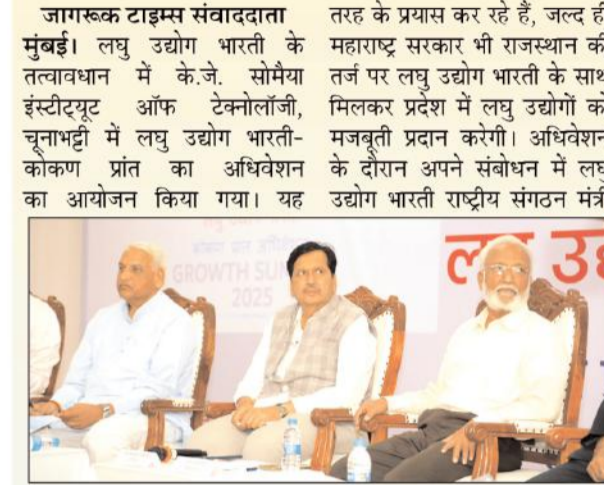 जागरूक टाइम्स संवाददाता
मुंबई। लघु उद्योग भारती के
तत्वावधान में के.जे. सोमैया
इंस्टीट्यूट ऑफ टेक्नोलॉजी,
चूनाभट्टी में लघु उद्योग भारती-
कोकण प्रांत का अधिवेशन
का आयोजन किया गया। यह
तरह के प्रयास कर रहे हैं, जल्द ही
महाराष्ट्र सरकार भी राजस्थान की
तर्ज पर लघु उद्योग भारती के साथ
मिलकर प्रदेश में लघु उद्योगों को
मजबूती प्रदान करेगी। अधिवेशन
के दौरान अपने संबोधन में लघु
उद्योग भारती राष्ट्रीय संगठन मंत्री
कोकण प्रांत
GROWTH
2025
लघु